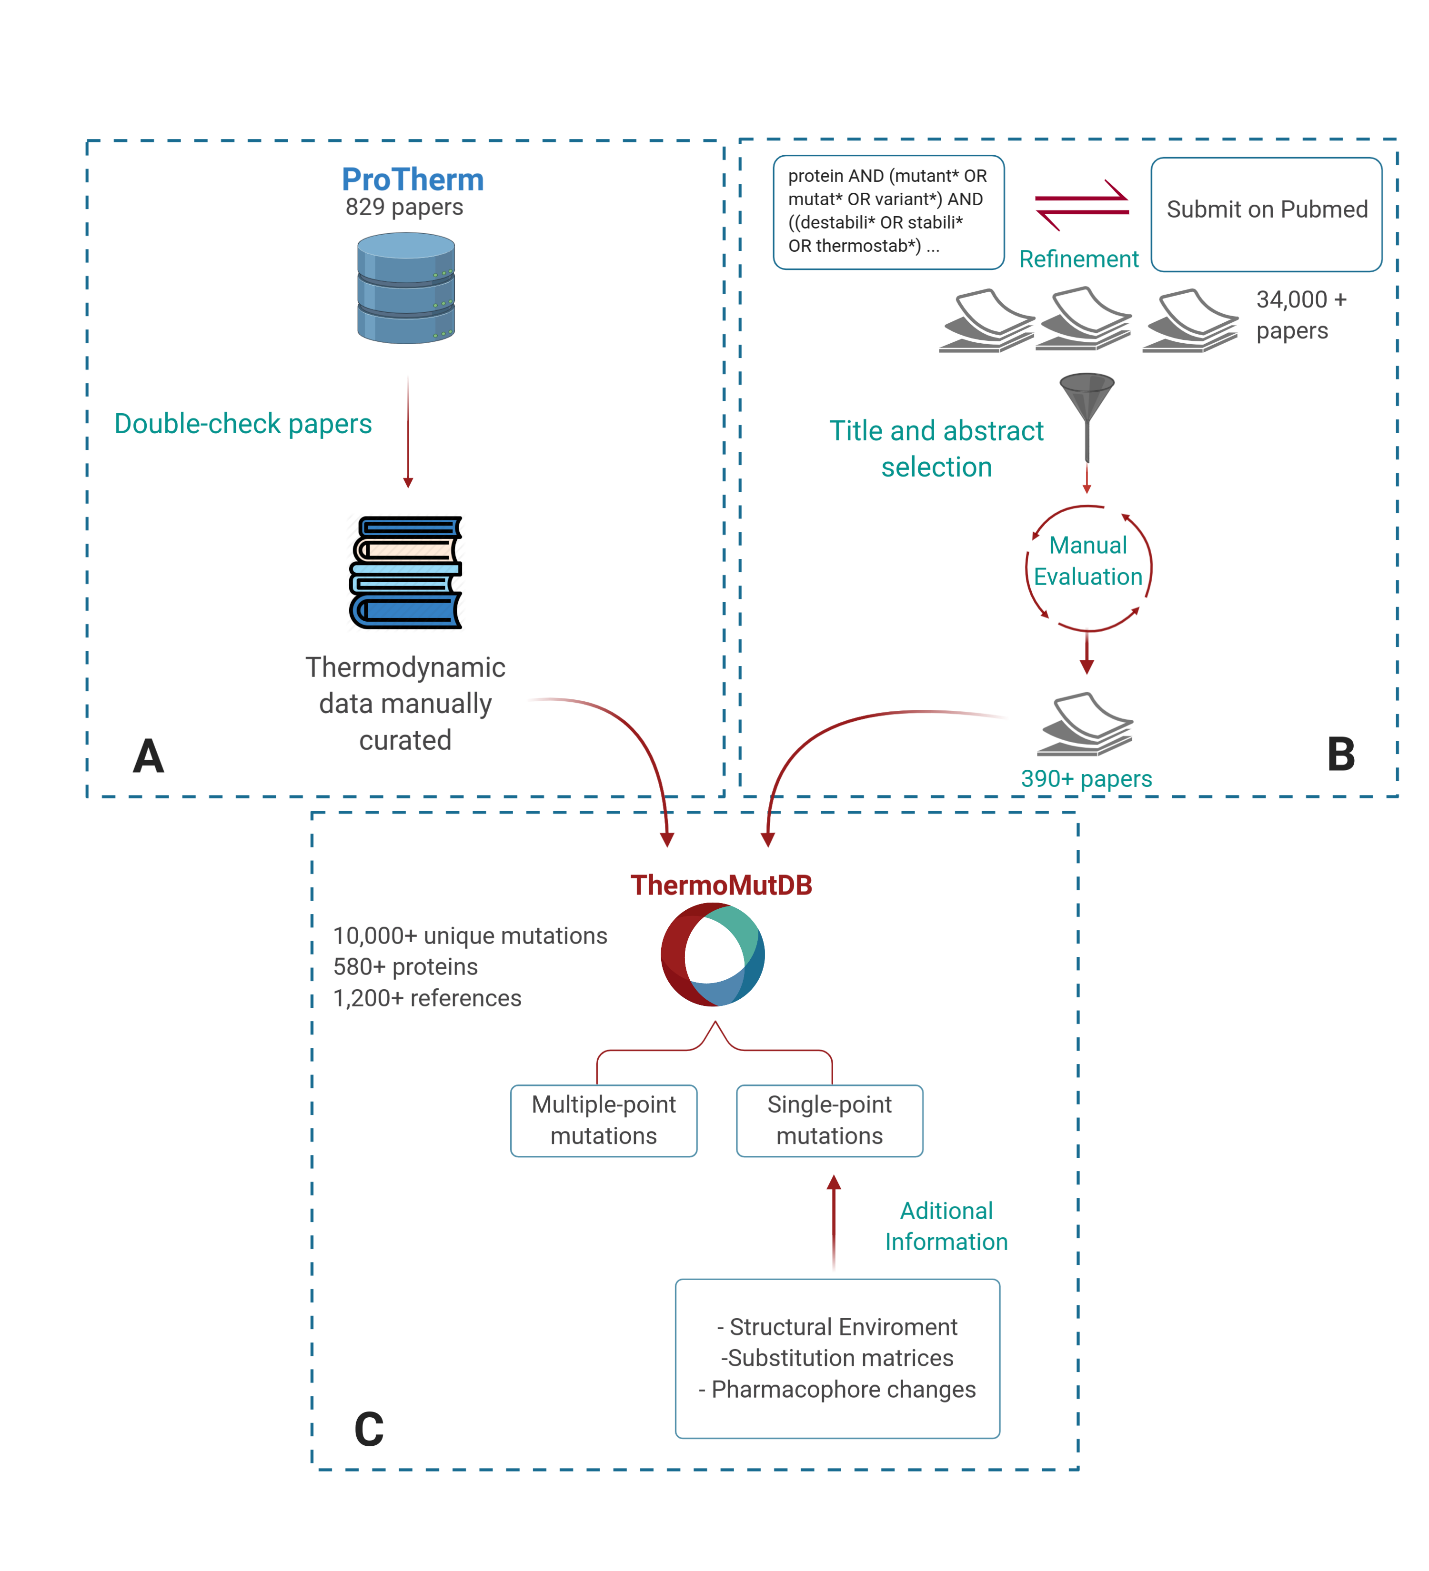 ProTherm
829 papers
Double-check papers
Thermodynamic
data manually
curated
A
protein AND (mutant* OR
mutat* OR variant*) AND
((destabili* OR stabili*
OR thermostab*) ...
Refinement
Submit on Pubmed
34,000 +
papers
Title and abstract
selection
Manual
Evaluation
390+ papers
B
ThermoMutDB
10,000+ unique mutations
580+ proteins
1,200+ references
Multiple-point
mutations
Single-point
mutations
Aditional
Information
- Structural Enviroment
-Substitution matrices
- Pharmacophore changes
C